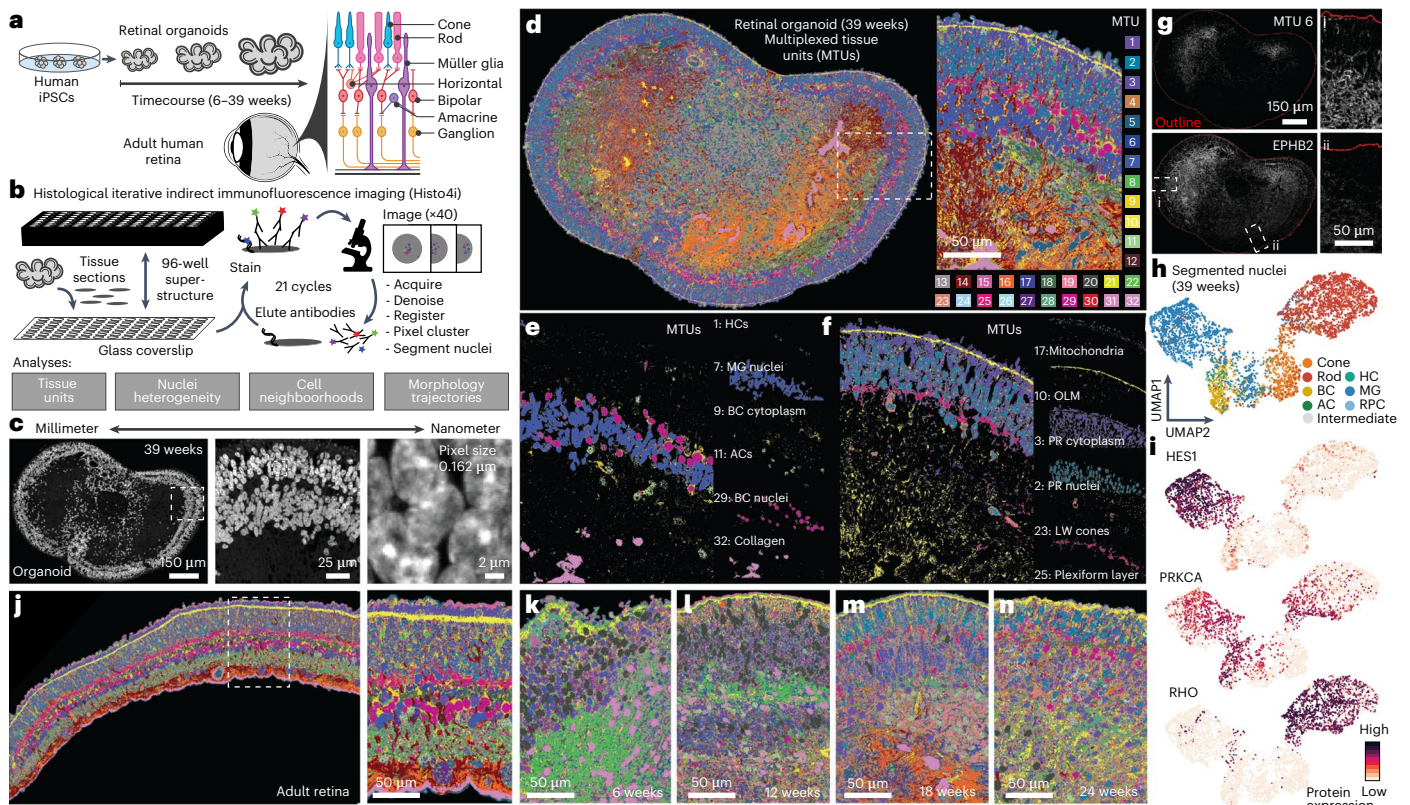 a
Retinal organoids
Human
iPSCs
Timecourse (6–39 weeks)
Adult human
retina
Cone
Rod
Müller glia
Horizontal
Bipolar
Amacrine
Ganglion
b
Histological iterative indirect immunofluorescence imaging (Histo4i)
Tissue
sections
96-well
super-
structure
Glass coverslip
Stain
21 cycles
Elute antibodies
Image (×40)
- Acquire
- Denoise
- Register
- Pixel cluster
- Segment nuclei
Analyses:
Tissue
units
Nuclei
heterogeneity
Cell
neighboorhoods
Morphology
trajectories
c
Millimeter
Nanometer
39 weeks
Organoid
150 µm
25 µm
Pixel size
0.162 µm
2 µm
d
Retinal organoid (39 weeks)
Multiplexed tissue
units (MTUs)
50 µm
MTU
1
2
3
4
5
6
7
8
9
10
11
12
13 14 15 16 17 18 19 20 21 22
23 24 25 26 27 28 29 30 31 32
e
MTUs
1: HCs
7: MG nuclei
9: BC cytoplasm
11: ACs
29: BC nuclei
32: Collagen
f
MTUs
17:Mitochondria
10: OLM
3: PR cytoplasm
2: PR nuclei
23: LW cones
25: Plexiform layer
g
MTU 6
Outline
150 µm
i
EPHB2
i
ii
ii
50 µm
h
Segmented nuclei
(39 weeks)
UMAP1
UMAP2
Cone
Rod
HC
BC
MG
AC
RPC
Intermediate
i
HES1
PRKCA
RHO
High
Low
Protein
expression
j
Adult retina
50 µm
k
50 µm
6 weeks
l
50 µm
12 weeks
m
50 µm
18 weeks
n
50 µm
24 weeks